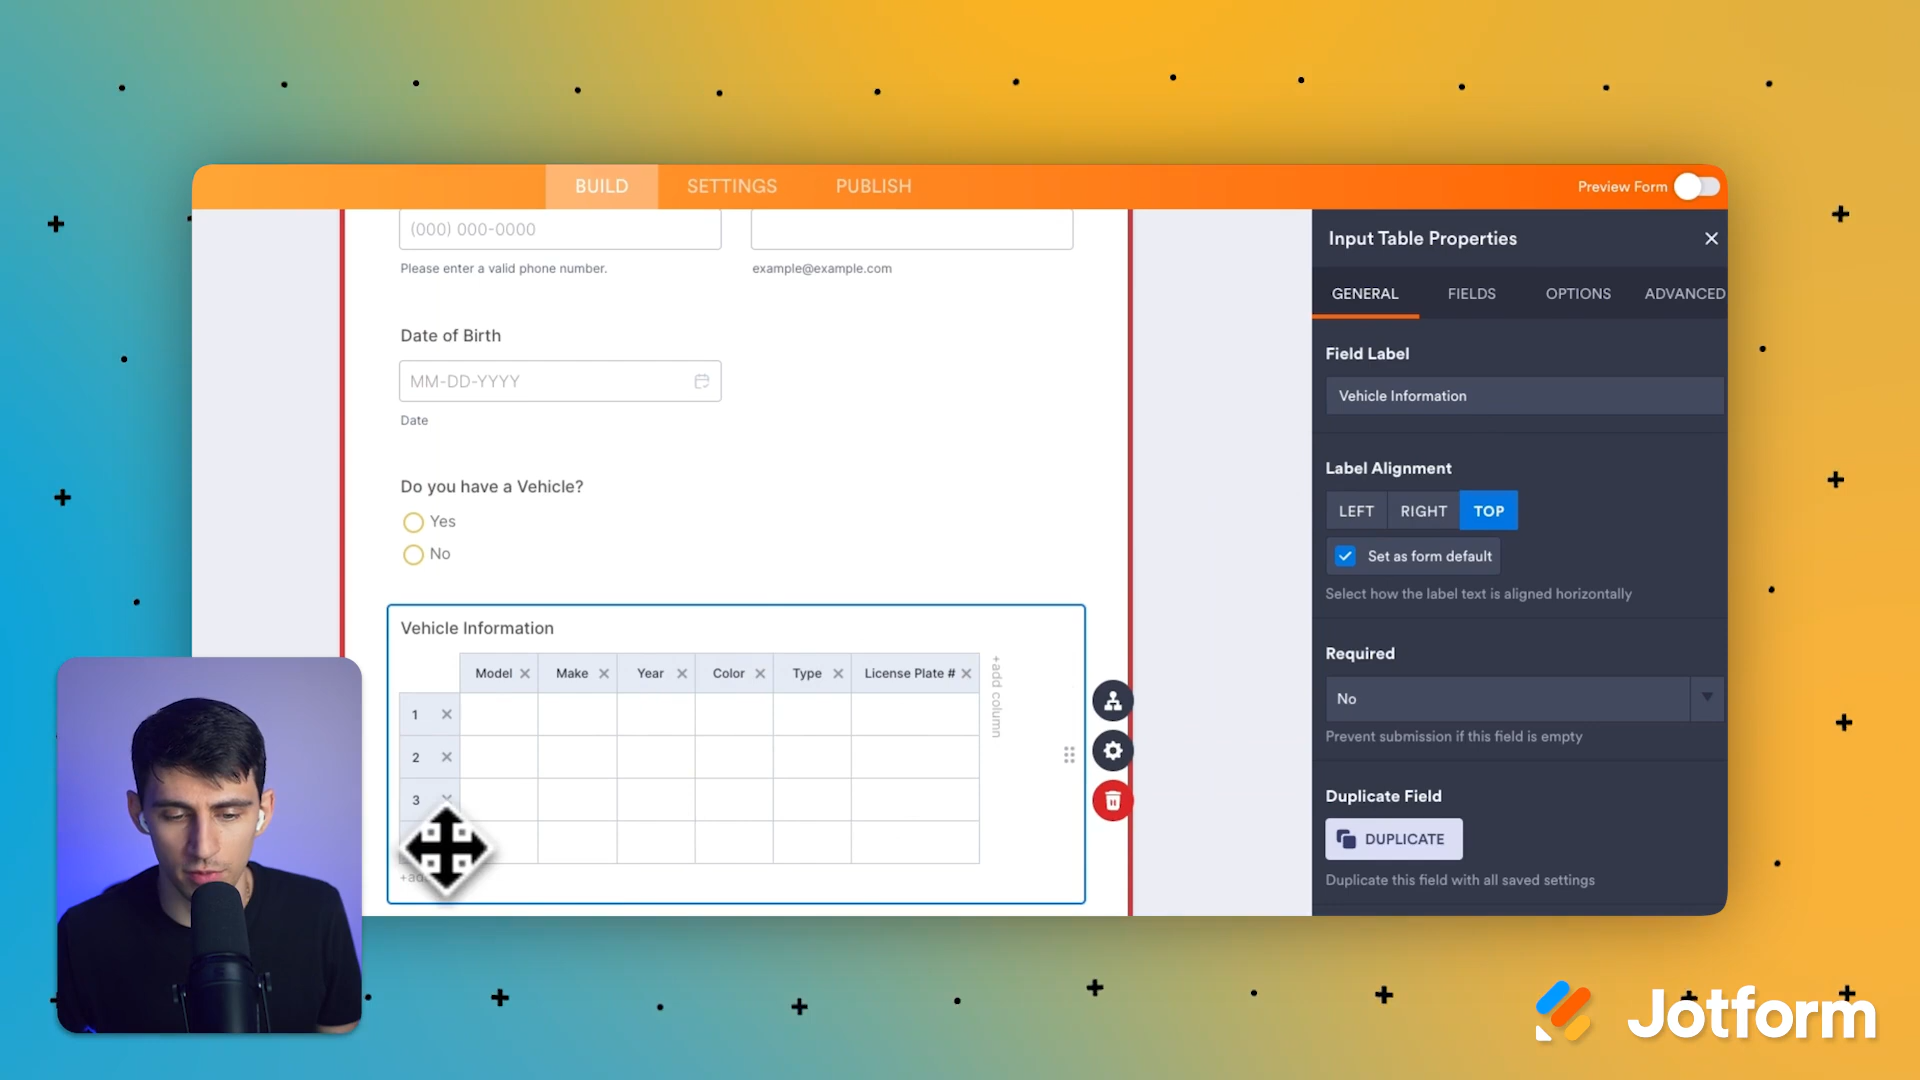 BUILD
SETTINGS
PUBLISH
Preview Form
(000) 000-0000
Please enter a valid phone number.
example@example.com
Date of Birth
MM-DD-YYYY
Date
Do you have a Vehicle?
Yes
No
Vehicle Information
Model
Make
Year
Color
Type
License Plate #
+add column
1
2
3
Input Table Properties
GENERAL
FIELDS
OPTIONS
ADVANCED
Field Label
Vehicle Information
Label Alignment
LEFT
RIGHT
TOP
Set as form default
Select how the label text is aligned horizontally
Required
No
Prevent submission if this field is empty
Duplicate Field
DUPLICATE
Duplicate this field with all saved settings
Jotform